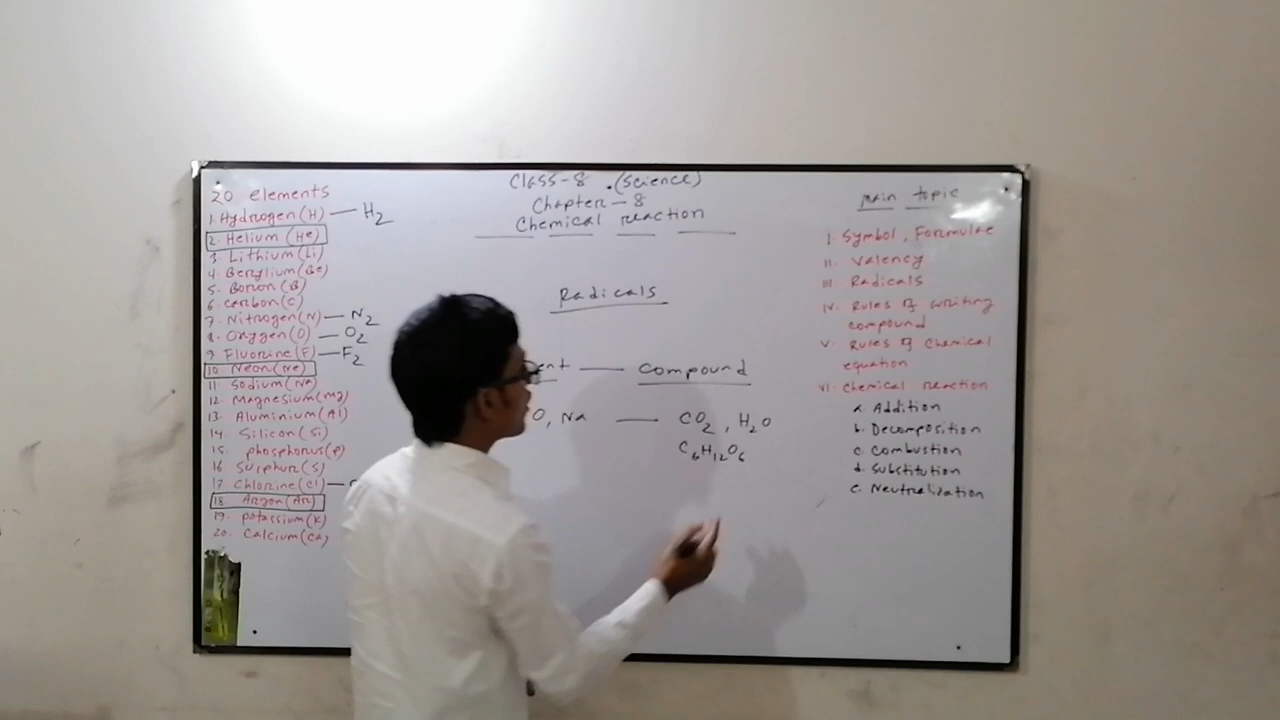 20 elements
1. Hydrogen (H) — H2
2. Helium (He)
3. Lithium (Li)
4. Berylium (Be)
5. Boron (B)
6. Carbon (C)
7. Nitrogen (N) — N2
8. Oxygen (O) — O2
9. Fluorine (F) — F2
10. Neon (Ne)
11. Sodium (Na)
12. Magnesium (Mg)
13. Aluminium (Al)
14. Silicon (Si)
15. phosphorus (P)
16. Sulphur (S)
17. Chlorine (Cl) —
18. Argon (Ar)
19. potassium (K)
20. Calcium (Ca)
Class-8 (Science)
Chapter-8
Chemical reaction
Radicals
ent — compound
O, Na — CO2, H2O
C6H12O6
main topic
I. Symbol, Formulae
II. Valency
III. Radicals
IV. Rules of writing
compound
V. Rules of Chemical
equation
VI. Chemical reaction
a. Addition
b. Decomposition
c. Combustion
d. Substitution
e. Neutralization